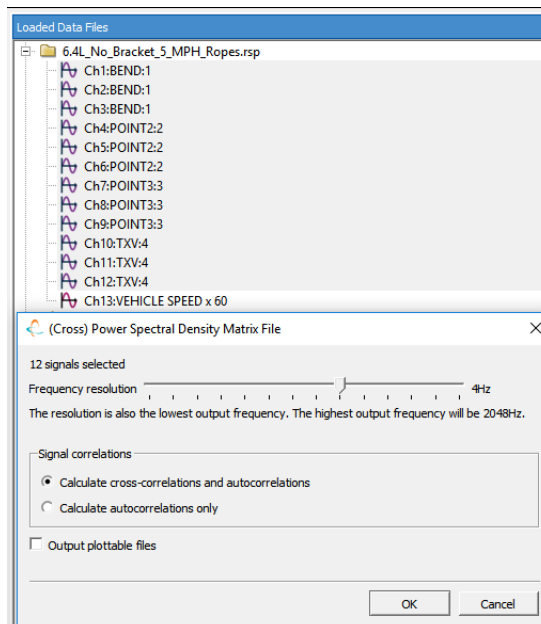 Loaded Data Files
6.4L_No_Bracket_5_MPH_Ropes.rsp
Ch1:BEND:1
Ch2:BEND:1
Ch3:BEND:1
Ch4:POINT2:2
Ch5:POINT2:2
Ch6:POINT2:2
Ch7:POINT3:3
Ch8:POINT3:3
Ch9:POINT3:3
Ch10:TXV:4
Ch11:TXV:4
Ch12:TXV:4
Ch13:VEHICLE SPEED x 60
(Cross) Power Spectral Density Matrix File
12 signals selected
Frequency resolution 4Hz
The resolution is also the lowest output frequency. The highest output frequency will be 2048Hz.
Signal correlations
Calculate cross-correlations and autocorrelations
Calculate autocorrelations only
Output plottable files
OK Cancel